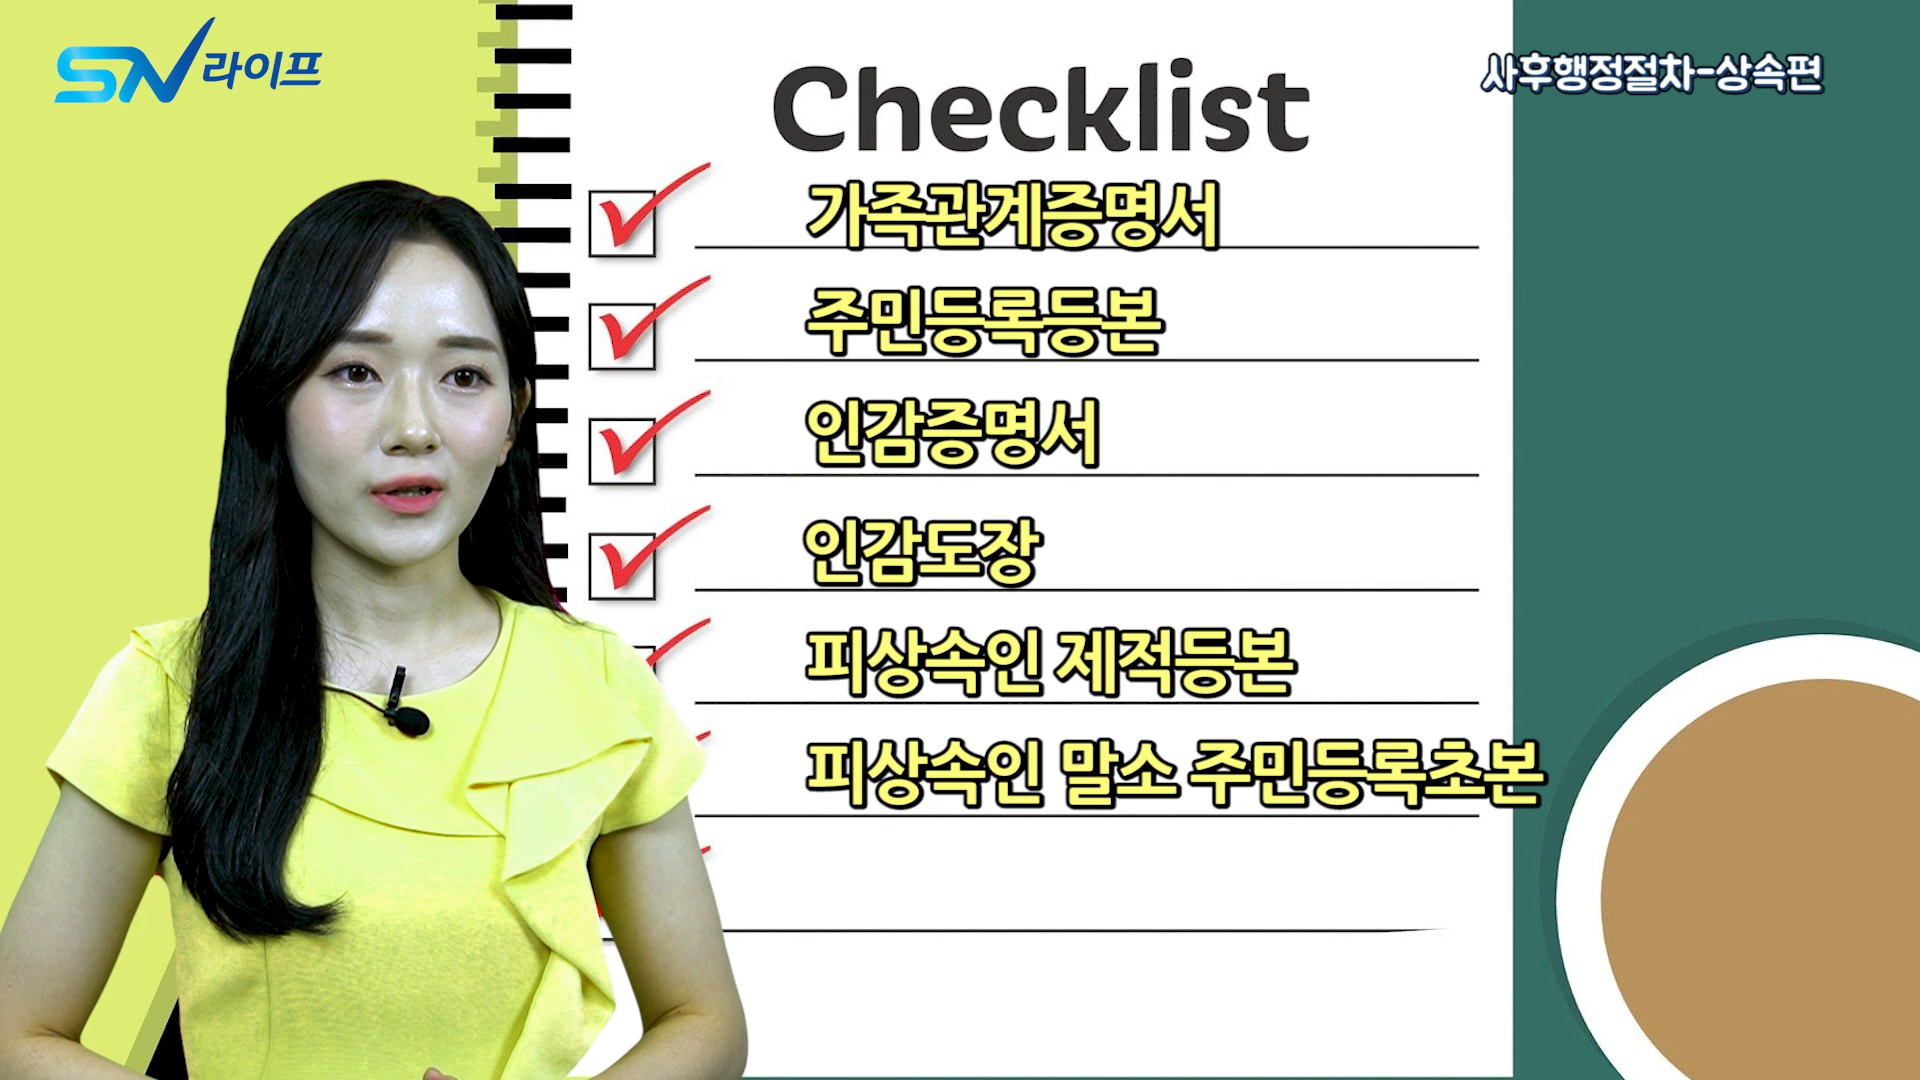 SN라이프
사후행정절차-상속편
Checklist
가족관계증명서
주민등록등본
인감증명서
인감도장
피상속인 제적등본
피상속인 말소 주민등록초본